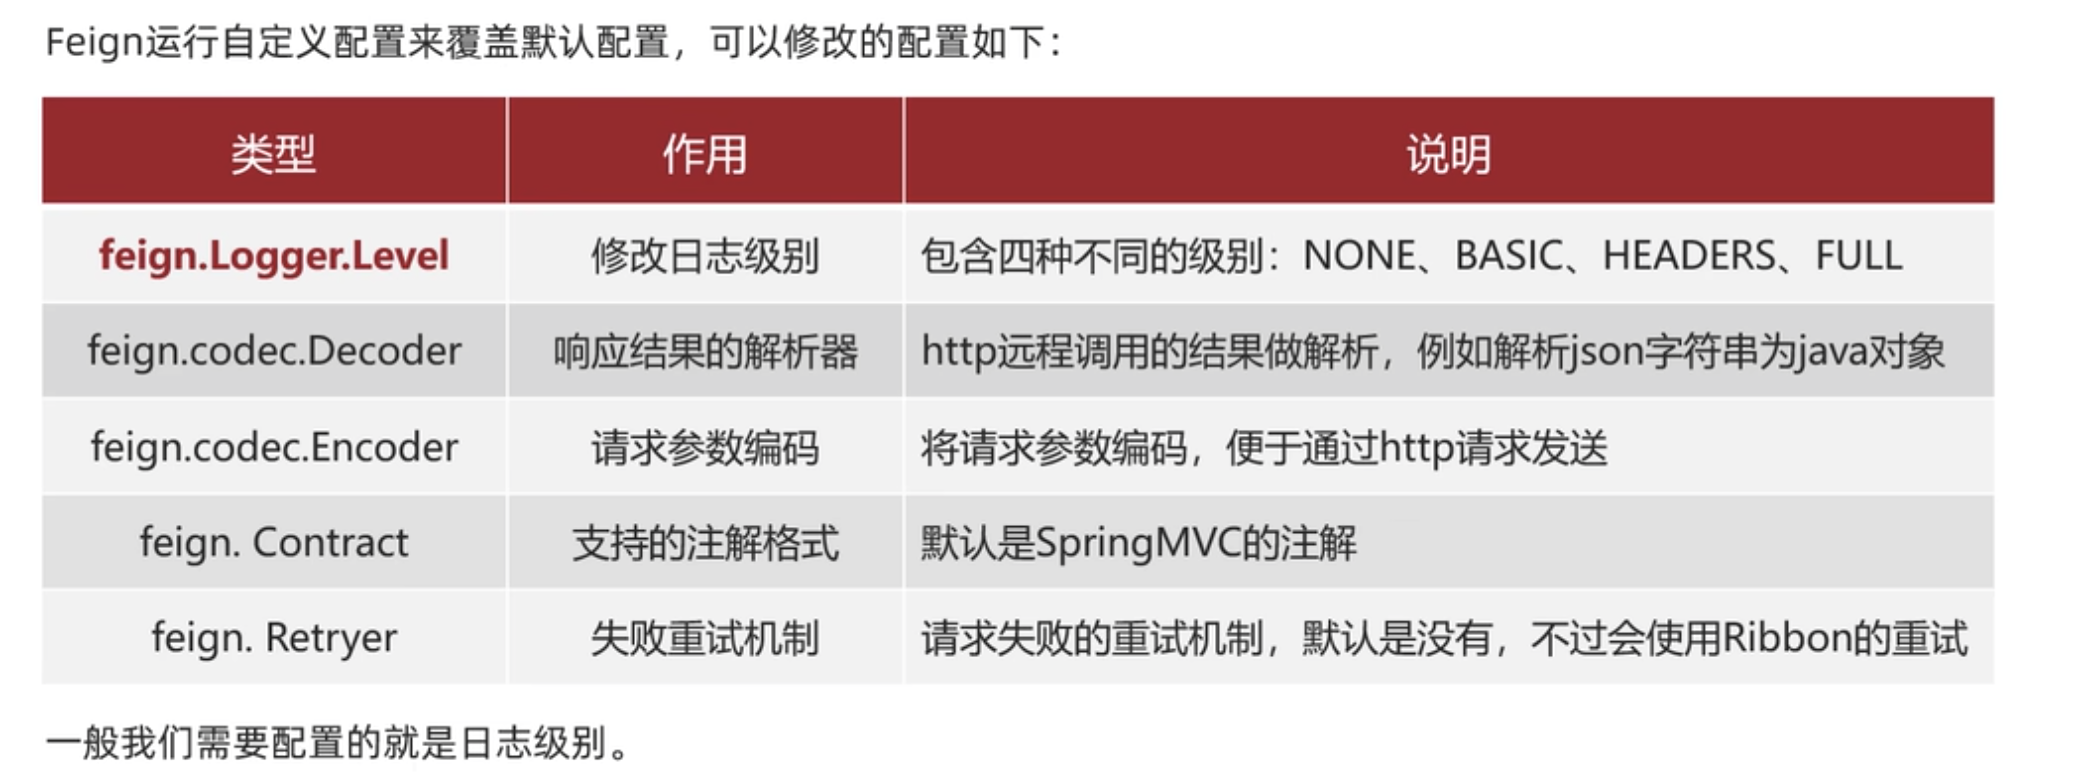 Feign运行自定义配置来覆盖默认配置，可以修改的配置如下：
类型 作用 说明
feign.Logger.Level 修改日志级别 包含四种不同的级别：NONE、BASIC、HEADERS、FULL
feign.codec.Decoder 响应结果的解析器 http远程调用的结果做解析，例如解析json字符串为java对象
feign.codec.Encoder 请求参数编码 将请求参数编码，便于通过http请求发送
feign. Contract 支持的注解格式 默认是SpringMVC的注解
feign. Retryer 失败重试机制 请求失败的重试机制，默认是没有，不过会使用Ribbon的重试
一般我们需要配置的就是日志级别。